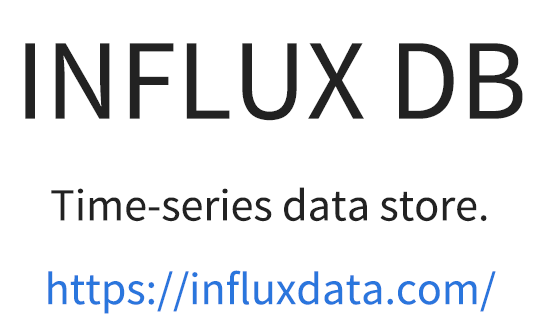 INFLUX DB
Time-series data store.
https://influxdata.com/